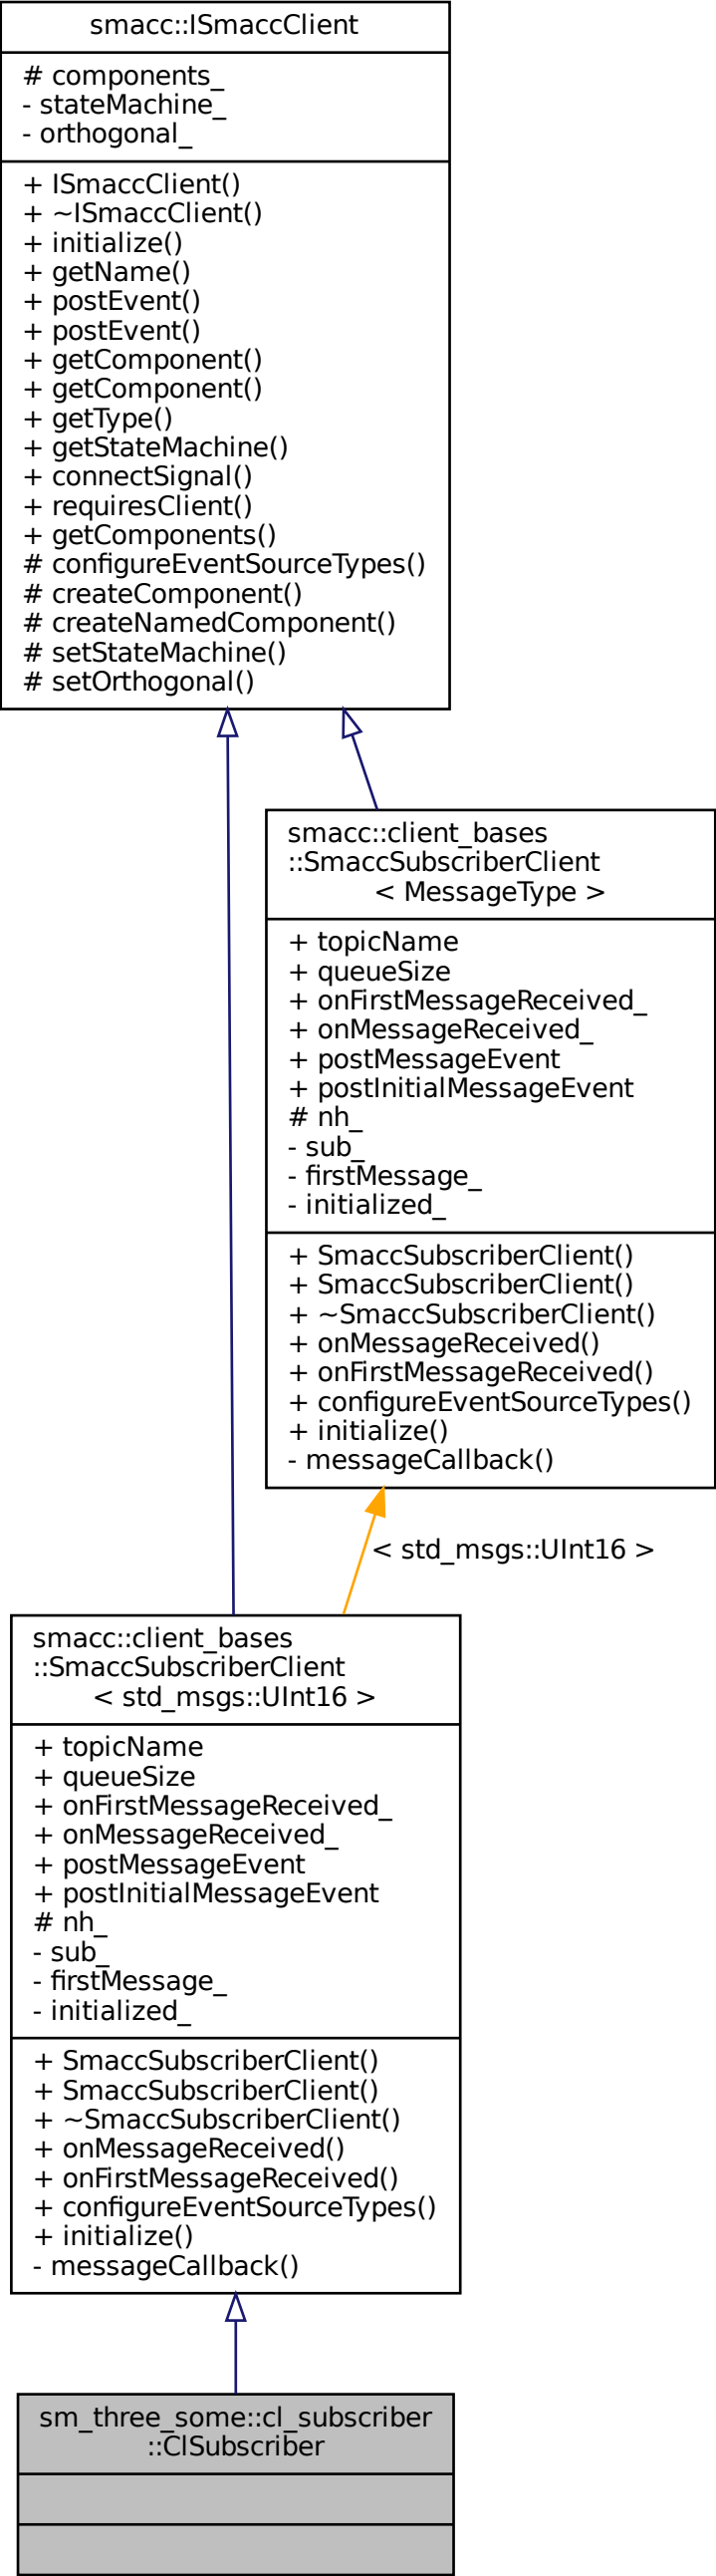 smacc::ISmaccClient
# components_
- stateMachine_
- orthogonal_
+ ISmaccClient()
+ ~ISmaccClient()
+ initialize()
+ getName()
+ postEvent()
+ postEvent()
+ getComponent()
+ getComponent()
+ getType()
+ getStateMachine()
+ connectSignal()
+ requiresClient()
+ getComponents()
# configureEventSourceTypes()
# createComponent()
# createNamedComponent()
# setStateMachine()
# setOrthogonal()
smacc::client_bases
::SmaccSubscriberClient
< MessageType >
+ topicName
+ queueSize
+ onFirstMessageReceived_
+ onMessageReceived_
+ postMessageEvent
+ postInitialMessageEvent
# nh_
- sub_
- firstMessage_
- initialized_
+ SmaccSubscriberClient()
+ SmaccSubscriberClient()
+ ~SmaccSubscriberClient()
+ onMessageReceived()
+ onFirstMessageReceived()
+ configureEventSourceTypes()
+ initialize()
- messageCallback()
< std_msgs::UInt16 >
smacc::client_bases
::SmaccSubscriberClient
< std_msgs::UInt16 >
+ topicName
+ queueSize
+ onFirstMessageReceived_
+ onMessageReceived_
+ postMessageEvent
+ postInitialMessageEvent
# nh_
- sub_
- firstMessage_
- initialized_
+ SmaccSubscriberClient()
+ SmaccSubscriberClient()
+ ~SmaccSubscriberClient()
+ onMessageReceived()
+ onFirstMessageReceived()
+ configureEventSourceTypes()
+ initialize()
- messageCallback()
sm_three_some::cl_subscriber
::ClSubscriber